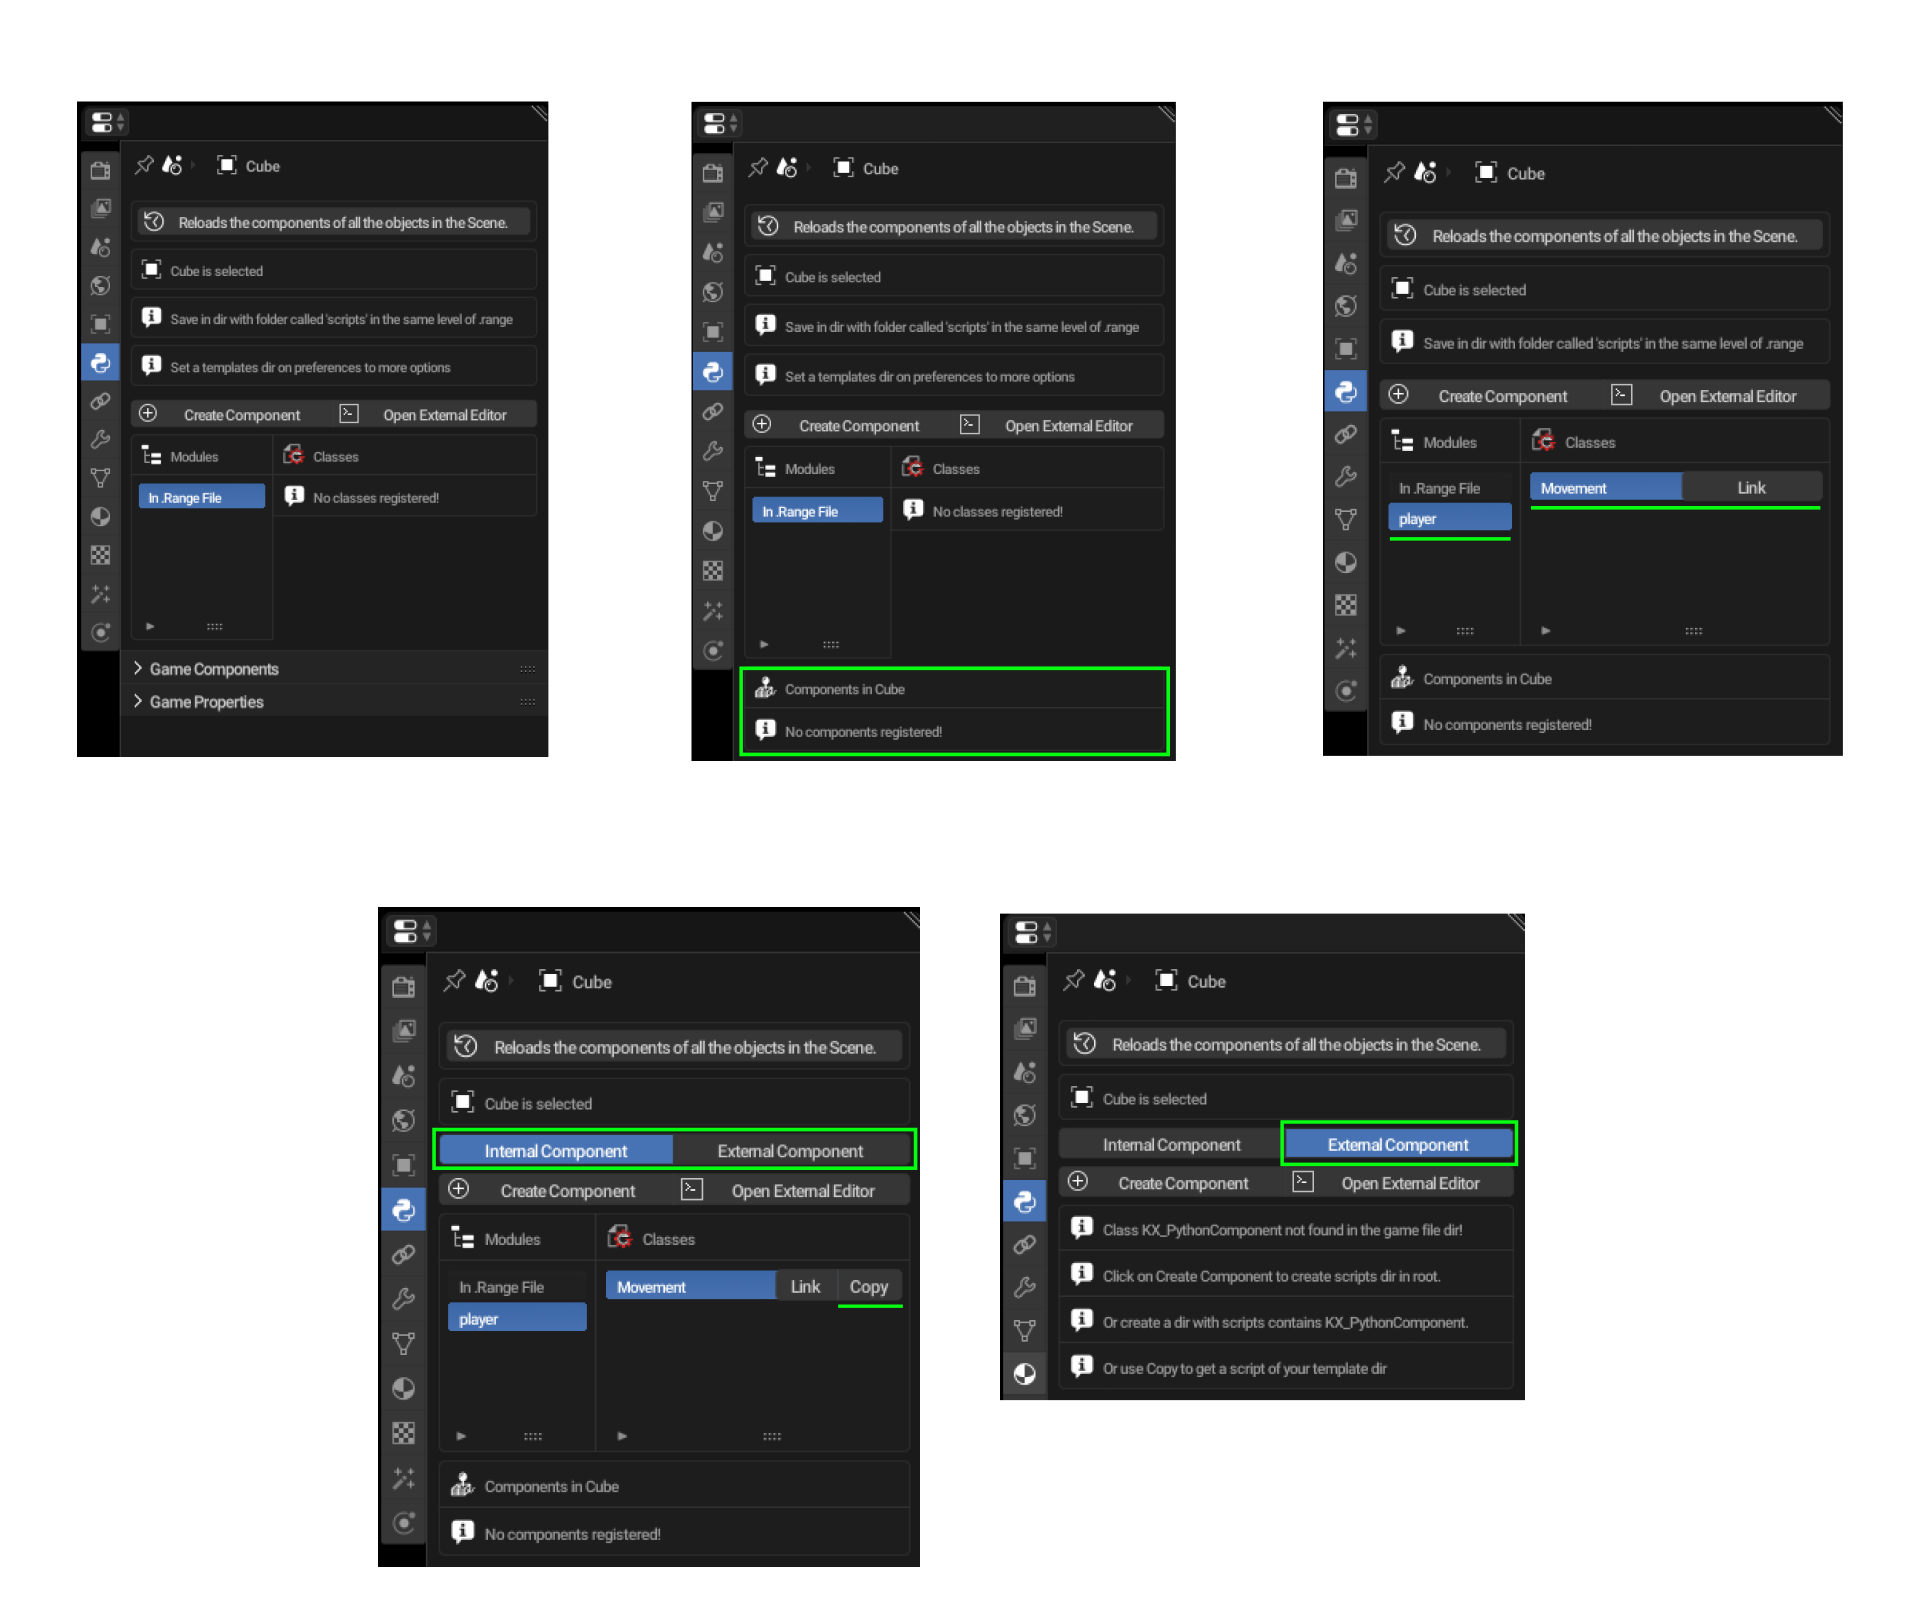 Cube
Reloads the components of all the objects in the Scene.
Cube is selected
Save in dir with folder called 'scripts' in the same level of .range
Set a templates dir on preferences to more options
Create Component Open External Editor
Modules Classes
In .Range File No classes registered!
Game Components
Game Properties
Cube
Reloads the components of all the objects in the Scene.
Cube is selected
Save in dir with folder called 'scripts' in the same level of .range
Set a templates dir on preferences to more options
Create Component Open External Editor
Modules Classes
In .Range File No classes registered!
Components in Cube
No components registered!
Cube
Reloads the components of all the objects in the Scene.
Cube is selected
Save in dir with folder called 'scripts' in the same level of .range
Create Component Open External Editor
Modules Classes
In .Range File Movement Link
player
Components in Cube
No components registered!
Cube
Reloads the components of all the objects in the Scene.
Cube is selected
Internal Component External Component
Create Component Open External Editor
Modules Classes
In .Range File Movement Link Copy
player
Components in Cube
No components registered!
Cube
Reloads the components of all the objects in the Scene.
Cube is selected
Internal Component External Component
Create Component Open External Editor
Class KX_PythonComponent not found in the game file dir!
Click on Create Component to create scripts dir in root.
Or create a dir with scripts contains KX_PythonComponent.
Or use Copy to get a script of your template dir